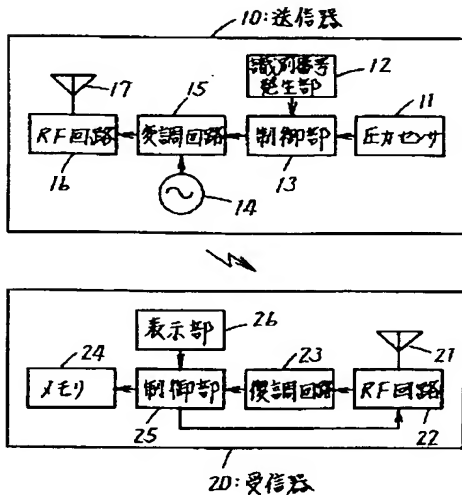 10:送信器
17
15
識別番号
発生部
12
11
RF回路
変調回路
制御部
圧力センサ
16
14
13
表示部
26
24
23
21
メモリ
制御部
復調回路
RF回路
25
22
20:受信器